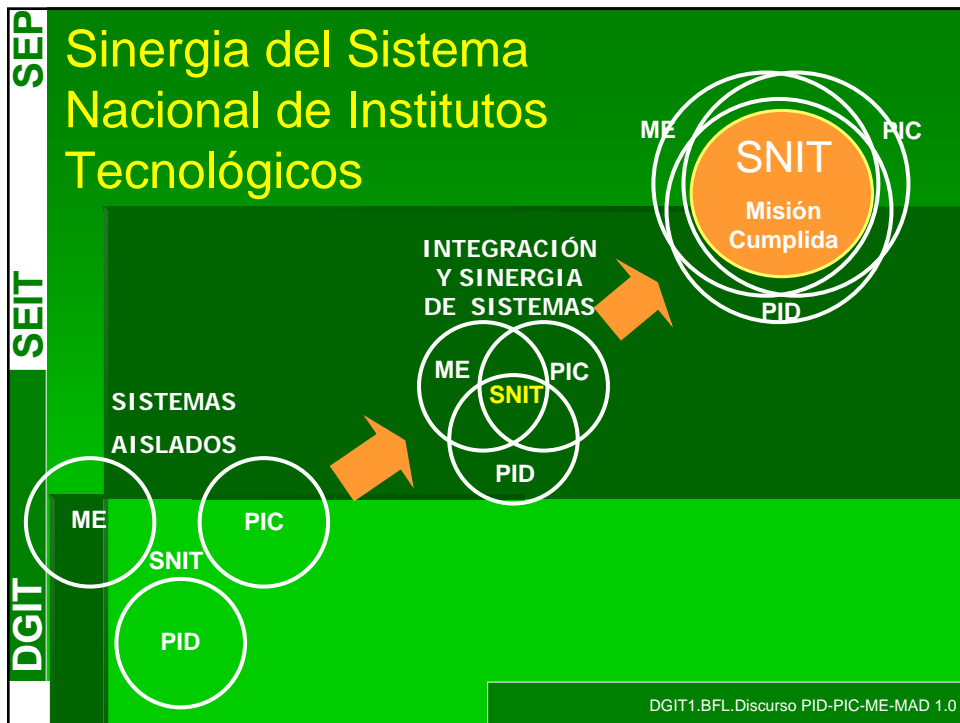 SEP
SEIT
DGIT
Sinergia del Sistema
Nacional de Institutos
Tecnológicos
ME
PIC
SNIT
Misión
Cumplida
PID
INTEGRACIÓN
Y SINERGIA
DE SISTEMAS
ME
PIC
SNIT
PID
SISTEMAS
AISLADOS
ME
PIC
SNIT
PID
DGIT1.BFL.Discurso PID-PIC-ME-MAD 1.0